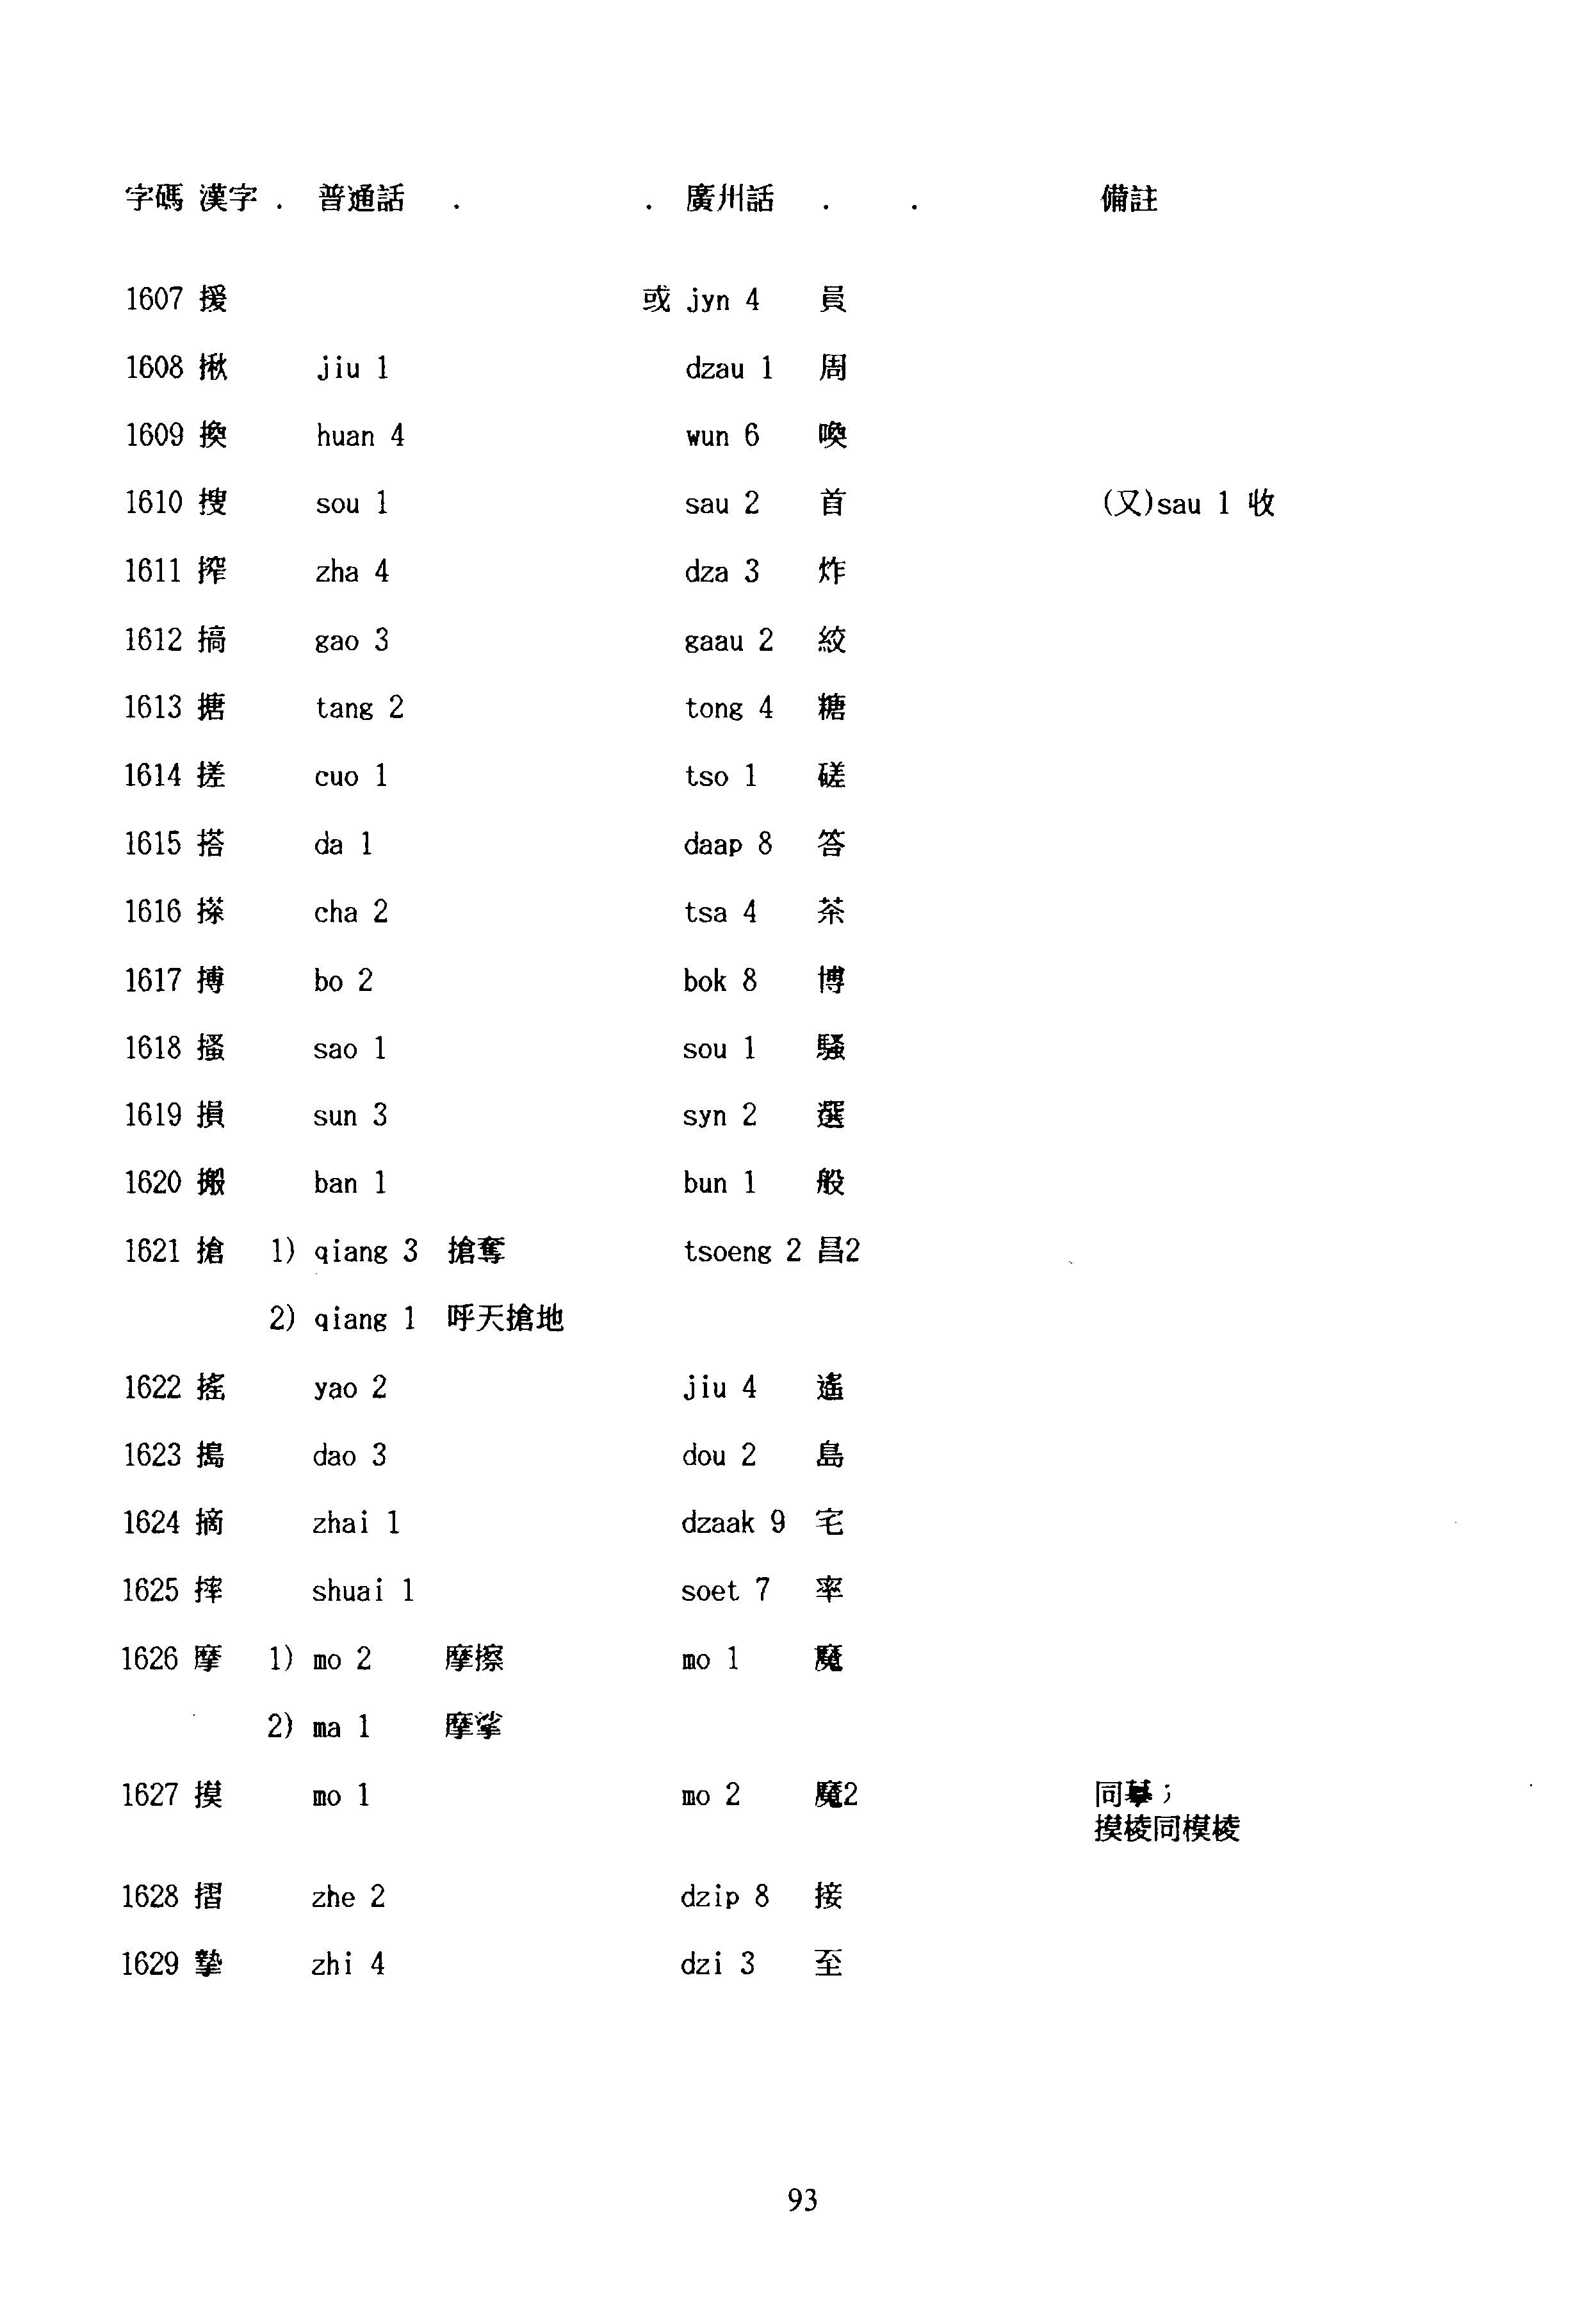 字碼 漢字 . 普通話 . . 廣州話 . . 備註
1607 援 或 jyn 4 員
1608 揪 jiu 1 dzau 1 周
1609 換 huan 4 wun 6 喚
1610 搜 sou 1 sau 2 首 (又)sau 1 收
1611 搾 zha 4 dza 3 炸
1612 搞 gao 3 gaau 2 絞
1613 搪 tang 2 tong 4 糖
1614 搓 cuo 1 tso 1 磋
1615 搭 da 1 daap 8 答
1616 搽 cha 2 tsa 4 茶
1617 搏 bo 2 bok 8 博
1618 搔 sao 1 sou 1 騷
1619 損 sun 3 syn 2 選
1620 搬 ban 1 bun 1 般
1621 搶 1) qiang 3 搶奪 tsoeng 2 昌2
2) qiang 1 呼天搶地
1622 搖 yao 2 jiu 4 遙
1623 搗 dao 3 dou 2 島
1624 摘 zhai 1 dzaak 9 宅
1625 摔 shuai 1 soet 7 率
1626 摩 1) mo 2 摩擦 mo 1 魔
2) ma 1 摩挲
1627 摸 mo 1 mo 2 魔2 同摹；
摸棱同模棱
1628 摺 zhe 2 dzip 8 接
1629 摯 zhi 4 dzi 3 至
93